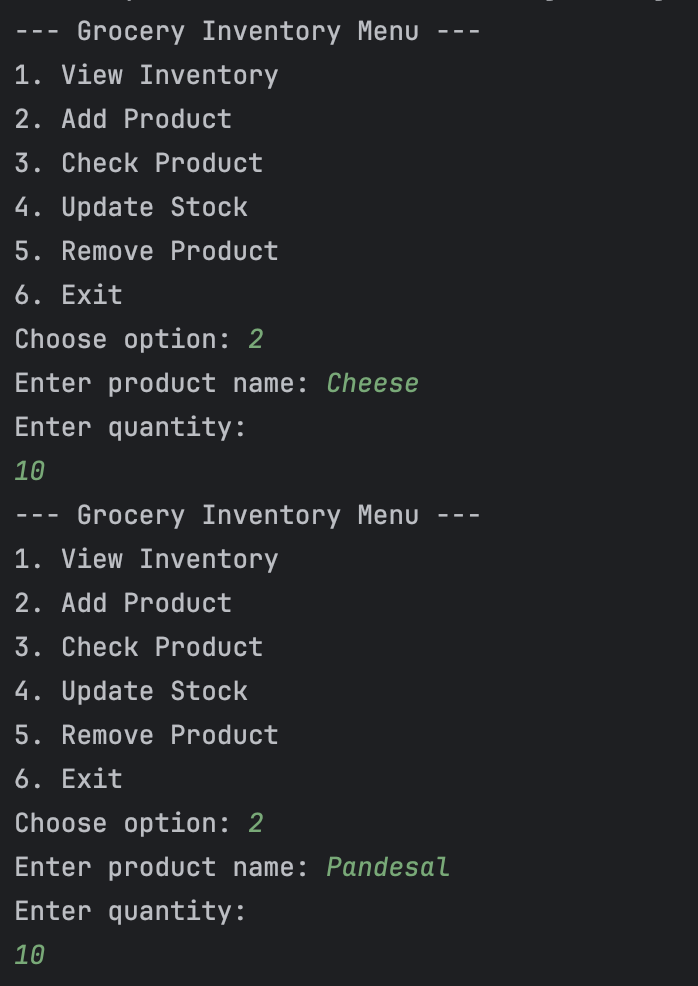 --- Grocery Inventory Menu ---
1. View Inventory
2. Add Product
3. Check Product
4. Update Stock
5. Remove Product
6. Exit
Choose option: 2
Enter product name: Cheese
Enter quantity:
10
--- Grocery Inventory Menu ---
1. View Inventory
2. Add Product
3. Check Product
4. Update Stock
5. Remove Product
6. Exit
Choose option: 2
Enter product name: Pandesal
Enter quantity:
10